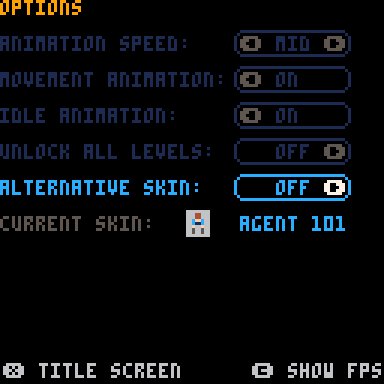 OPTIONS
ANIMATION SPEED: MID
MOVEMENT ANIMATION: ON
IDLE ANIMATION: ON
UNLOCK ALL LEVELS: OFF
ALTERNATIVE SKIN: OFF
CURRENT SKIN: AGENT 101
TITLE SCREEN C SHOW FPS